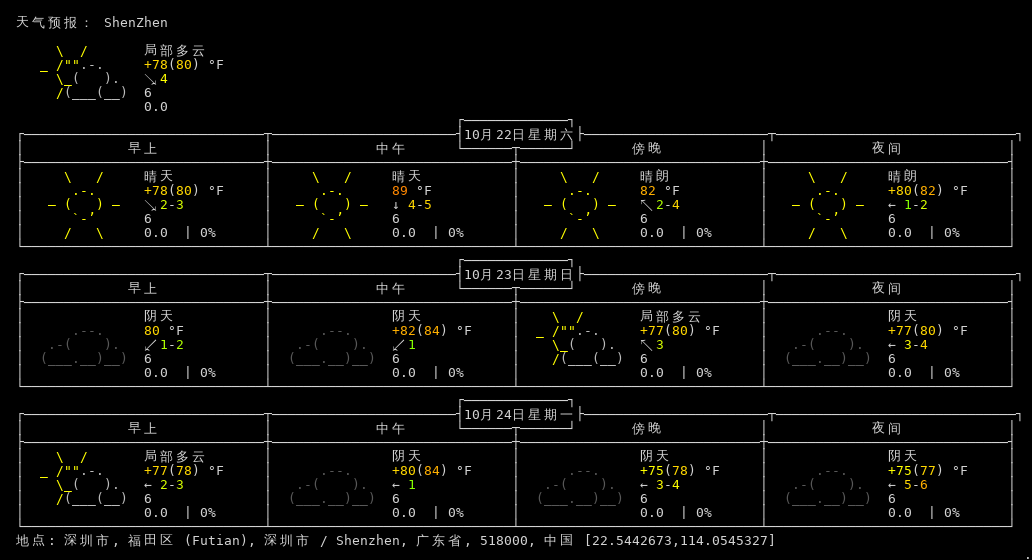 天气预报： ShenZhen
局部多云
+78(80) °F
↘ 4
6
0.0
10月22日星期六
早上 中午 傍晚 夜间
晴天 晴天 晴朗 晴朗
+78(80) °F 89 °F 82 °F +80(82) °F
↘ 2-3 ↓ 4-5 ↖ 2-4 ← 1-2
6 6 6 6
0.0 | 0% 0.0 | 0% 0.0 | 0% 0.0 | 0%
10月23日星期日
早上 中午 傍晚 夜间
阴天 阴天 局部多云 阴天
80 °F +82(84) °F +77(80) °F +77(80) °F
↙ 1-2 ↙ 1 ↖ 3 ← 3-4
6 6 6 6
0.0 | 0% 0.0 | 0% 0.0 | 0% 0.0 | 0%
10月24日星期一
早上 中午 傍晚 夜间
局部多云 阴天 阴天 阴天
+77(78) °F +80(84) °F +75(78) °F +75(77) °F
← 2-3 ← 1 ← 3-4 ← 5-6
6 6 6 6
0.0 | 0% 0.0 | 0% 0.0 | 0% 0.0 | 0%
地点: 深圳市, 福田区 (Futian), 深圳市 / Shenzhen, 广东省, 518000, 中国 [22.5442673,114.0545327]